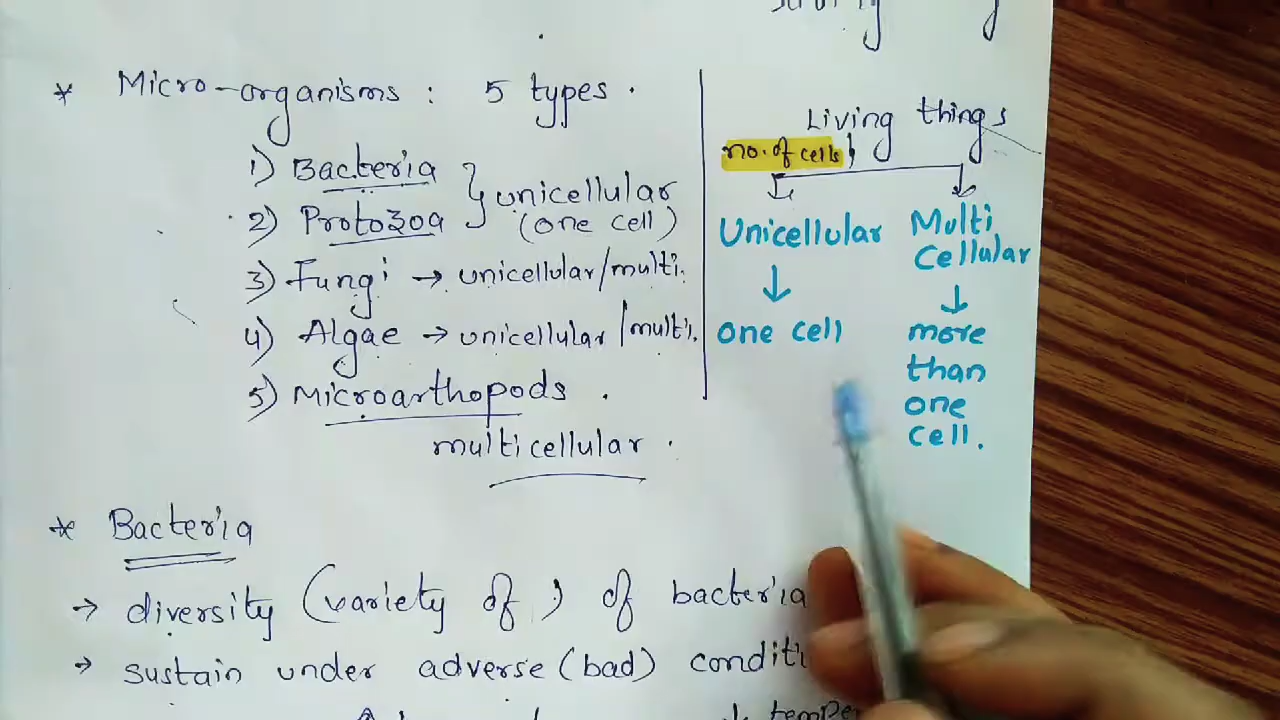 * Micro-organisms : 5 types .
1) Bacteria
2) Protozoa
} unicellular
(one cell)
3) Fungi → unicellular/multi.
4) Algae → unicellular/multi.
5) Microarthopods .
multicellular .
Living things
no. of cells
Unicellular
↓
one cell
Multi
Cellular
↓
more
than
one
cell.
* Bacteria
→ diversity (variety of ) of bacteria
→ sustain under adverse (bad)